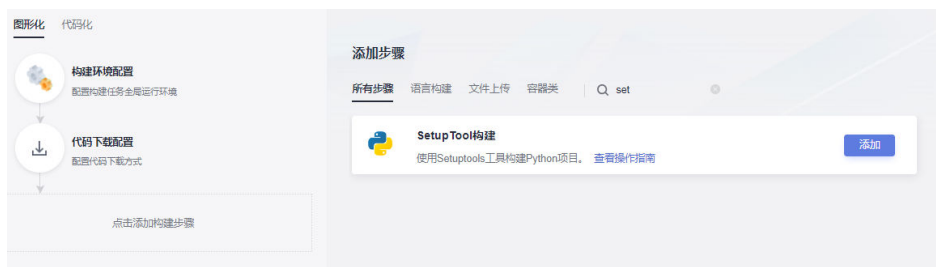 图形化 代码化
构建环境配置
配置构建任务全局运行环境
代码下载配置
配置代码下载方式
点击添加构建步骤
添加步骤
所有步骤 语言构建 文件上传 容器类 set
SetupTool构建
使用Setuptools工具构建Python项目。 查看操作指南
添加